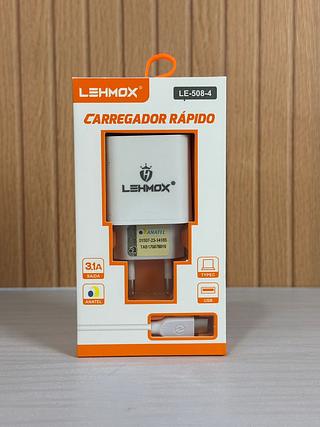 LEHMOX®
LE-508-4
CARREGADOR RÁPIDO
LEHMOX®
ANATEL
3.1A
SAÍDA
TYPEC
ANATEL
USB